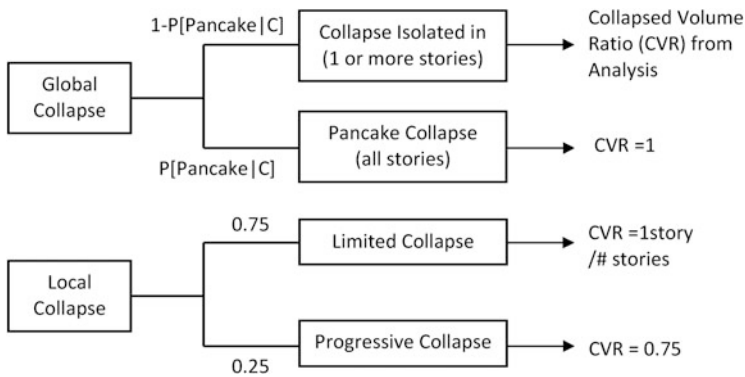 1-P[Pancake|C]
Collapse Isolated in
(1 or more stories)
Collapsed Volume
Ratio (CVR) from
Analysis
Global
Collapse
Pancake Collapse
(all stories)
CVR =1
P[Pancake|C]
0.75
Limited Collapse
CVR =1story
/# stories
Local
Collapse
Progressive Collapse
CVR = 0.75
0.25